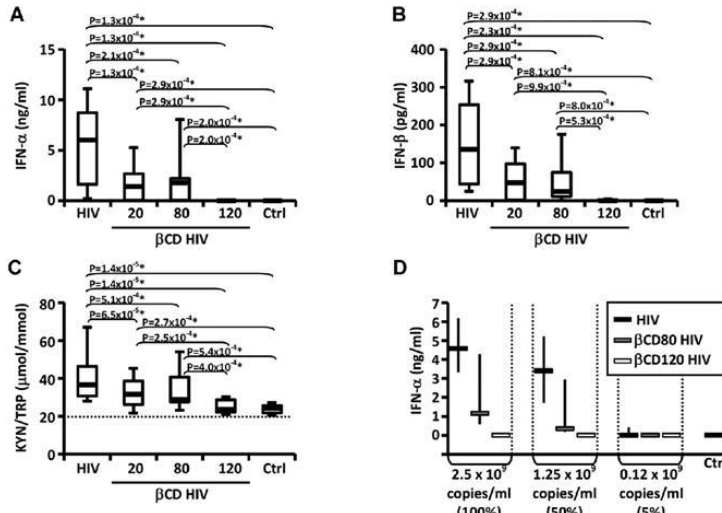 A
P=1.3x10⁻⁴*
P=1.3x10⁻⁴*
P=2.1x10⁻⁴*
P=1.3x10⁻⁴*
P=2.9x10⁻⁴*
P=2.9x10⁻⁴*
P=2.0x10⁻⁴*
P=2.0x10⁻⁴*
IFN-α (ng/ml)
15
10
5
0
HIV 20 80 120 Ctrl
βCD HIV
B
P=2.9x10⁻⁴*
P=2.3x10⁻⁴*
P=2.9x10⁻⁴*
P=2.9x10⁻⁴*
P=8.1x10⁻⁴*
P=9.9x10⁻⁴*
P=8.0x10⁻⁴*
P=5.3x10⁻⁴*
IFN-β (pg/ml)
400
300
200
100
0
HIV 20 80 120 Ctrl
βCD HIV
C
P=1.4x10⁻⁵*
P=1.4x10⁻⁵*
P=5.1x10⁻⁴*
P=6.5x10⁻⁵*
P=2.7x10⁻⁴*
P=2.5x10⁻⁴*
P=5.4x10⁻⁴*
P=4.0x10⁻⁴*
KYN/TRP (μmol/mmol)
80
60
40
20
0
HIV 20 80 120 Ctrl
βCD HIV
D
IFN-α (ng/ml)
7
6
5
4
3
2
1
0
HIV
βCD80 HIV
βCD120 HIV
2.5 x 10⁹ 1.25 x 10⁹ 0.12 x 10⁹ Ctrl
copies/ml copies/ml copies/ml
(100%) (50%) (5%)